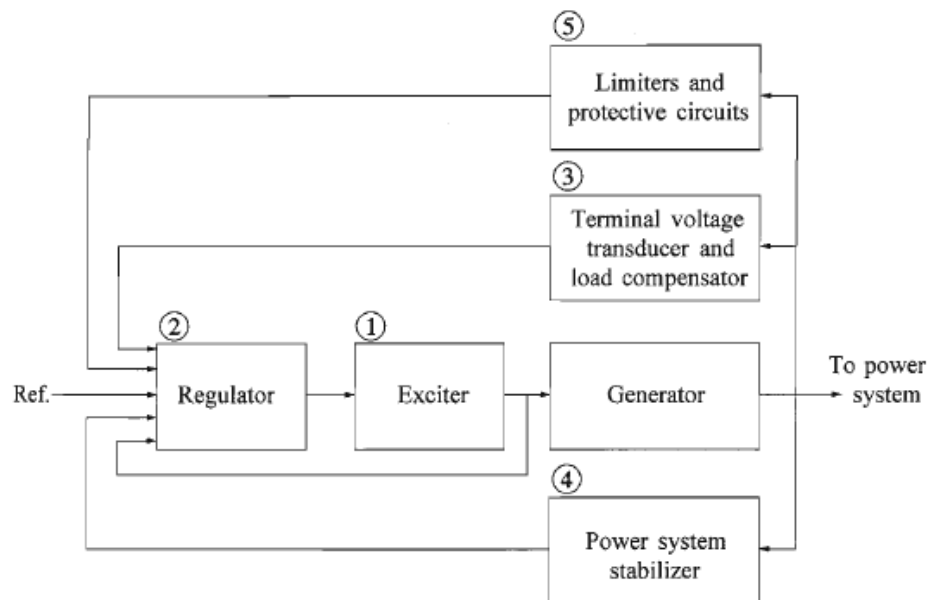 ⑤
Limiters and
protective circuits
③
Terminal voltage
transducer and
load compensator
②
①
Ref.
Regulator
Exciter
Generator
To power
system
④
Power system
stabilizer